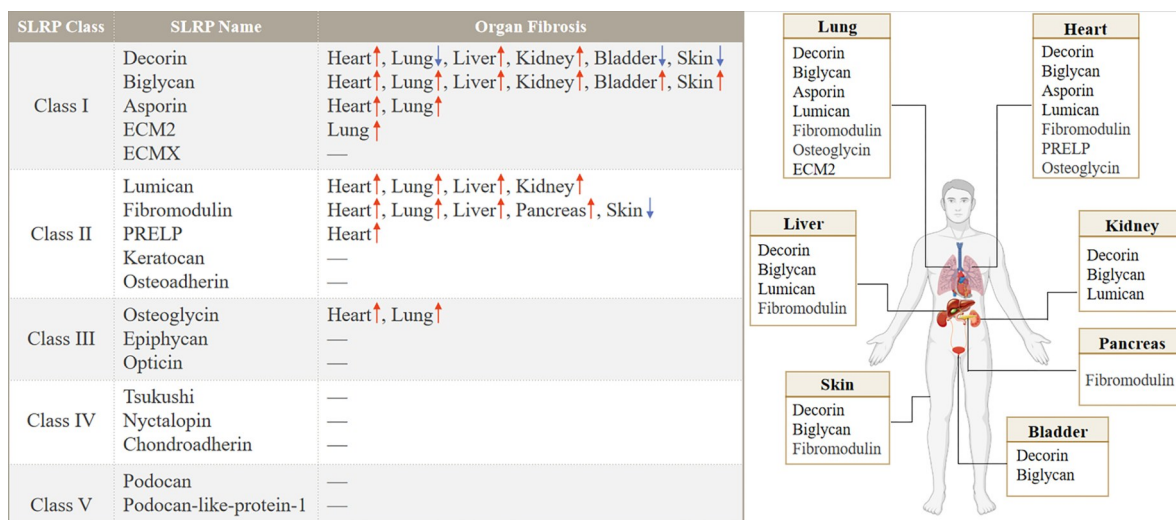 SLRP Class SLRP Name Organ Fibrosis
Class I
Decorin Heart↑, Lung↓, Liver↑, Kidney↑, Bladder↓, Skin↓
Biglycan Heart↑, Lung↑, Liver↑, Kidney↑, Bladder↑, Skin↑
Asporin Heart↑, Lung↑
ECM2 Lung↑
ECMX —
Class II
Lumican Heart↑, Lung↑, Liver↑, Kidney↑
Fibromodulin Heart↑, Lung↑, Liver↑, Pancreas↑, Skin↓
PRELP Heart↑
Keratocan —
Osteoadherin —
Class III
Osteoglycin Heart↑, Lung↑
Epiphycan —
Opticin —
Class IV
Tsukushi —
Nyctalopin —
Chondroadherin —
Class V
Podocan —
Podocan-like-protein-1 —
Lung
Decorin
Biglycan
Asporin
Lumican
Fibromodulin
Osteoglycin
ECM2
Heart
Decorin
Biglycan
Asporin
Lumican
Fibromodulin
PRELP
Osteoglycin
Liver
Decorin
Biglycan
Lumican
Fibromodulin
Kidney
Decorin
Biglycan
Lumican
Pancreas
Fibromodulin
Skin
Decorin
Biglycan
Fibromodulin
Bladder
Decorin
Biglycan